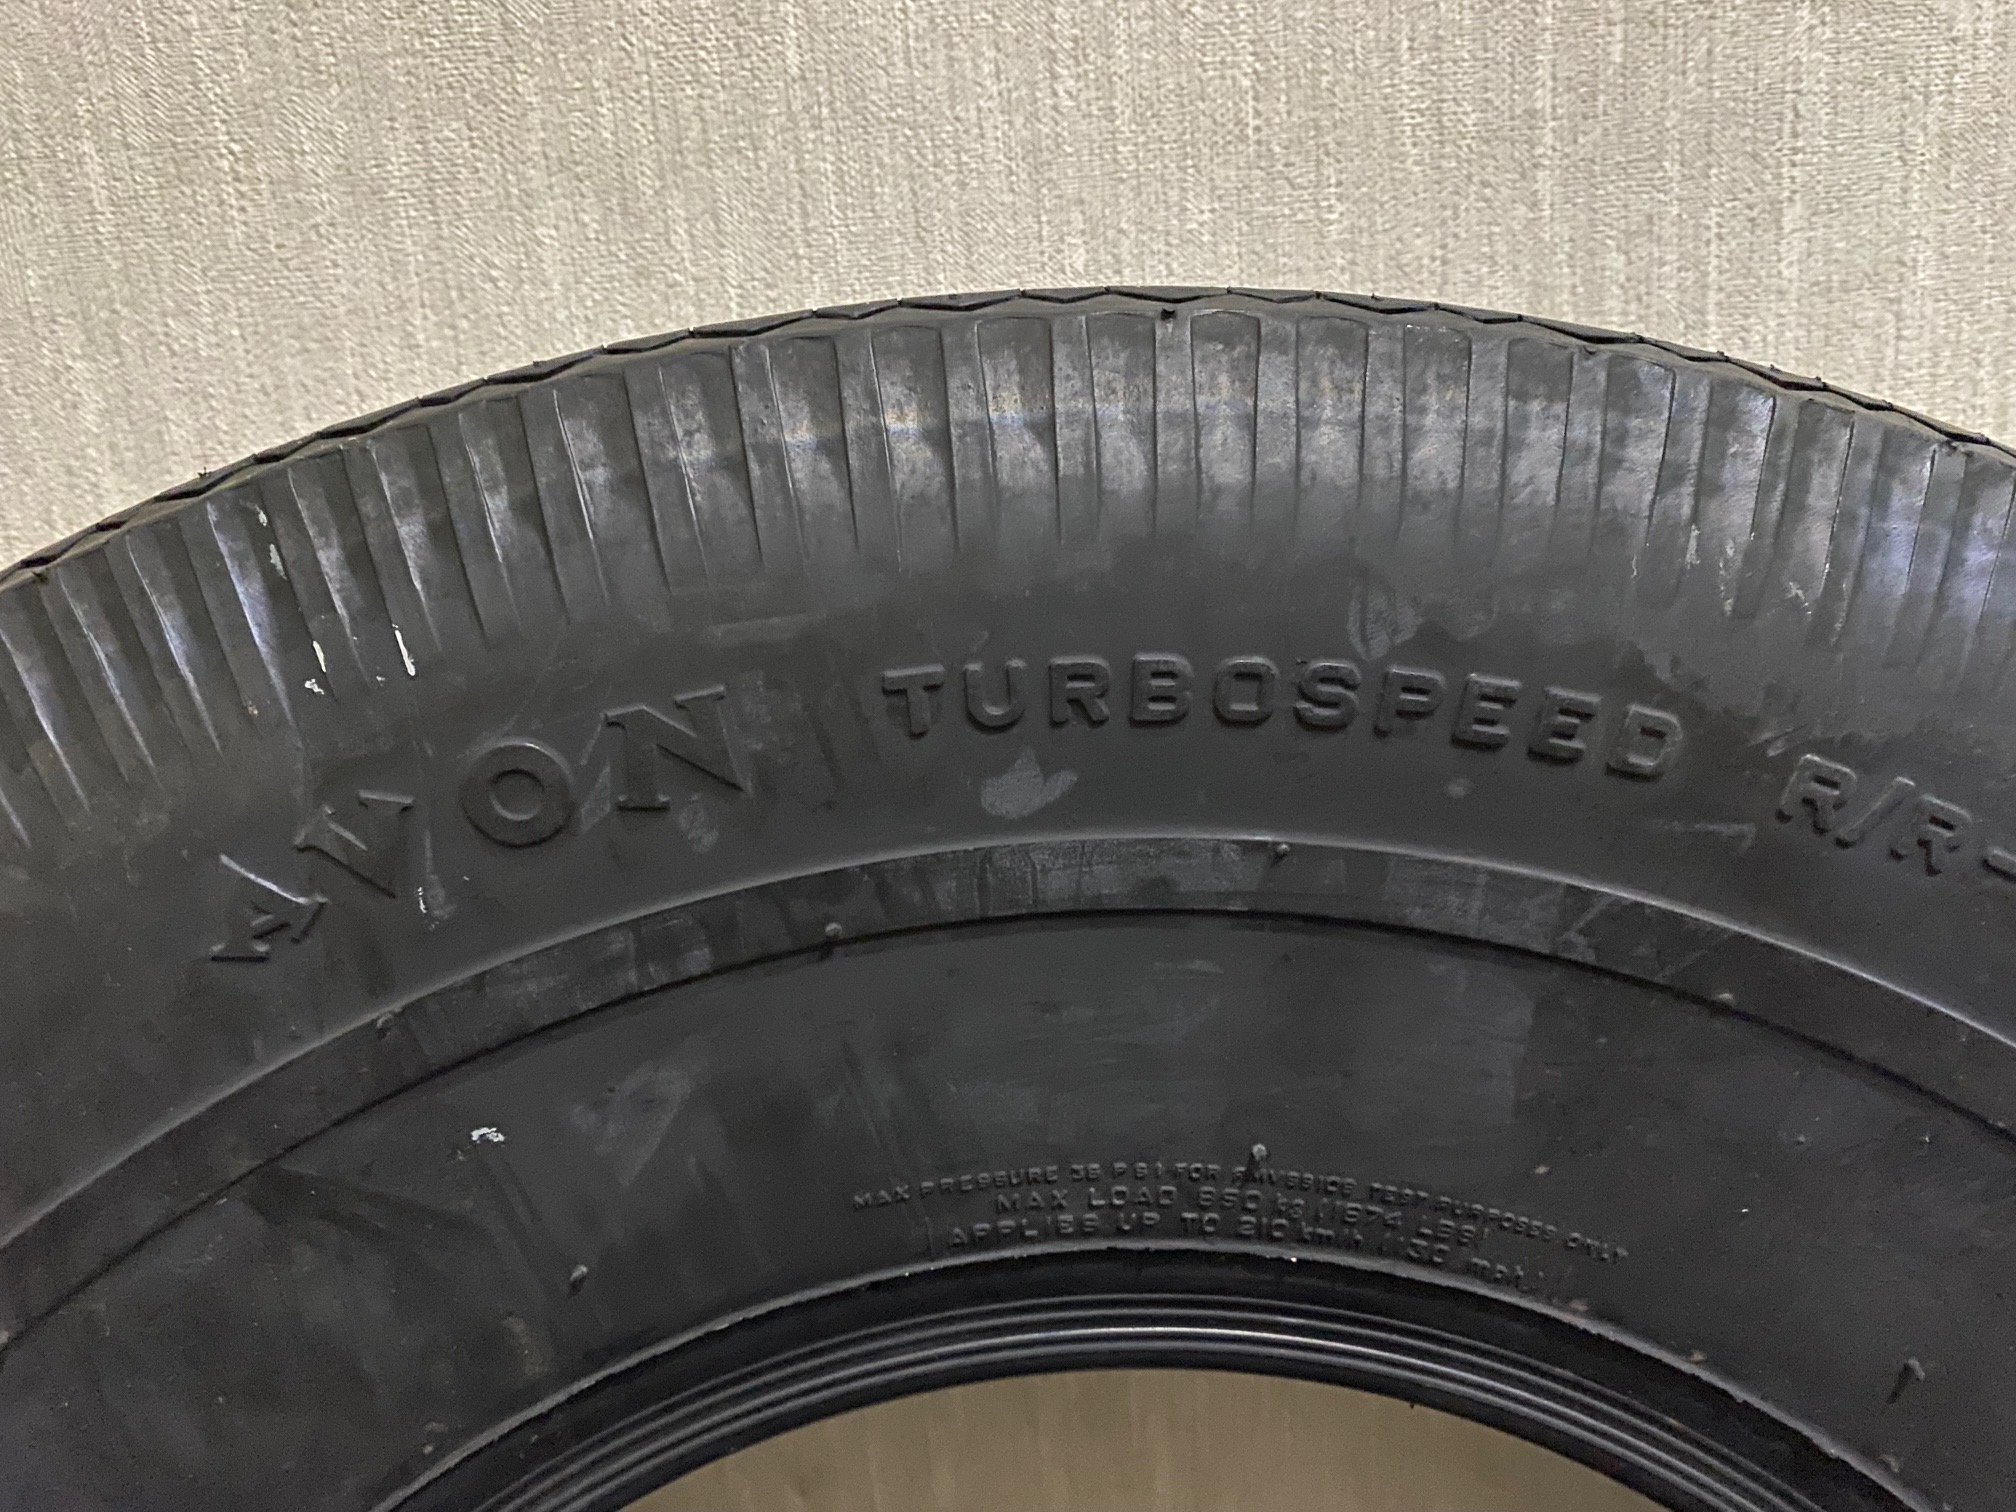 AVON TURBOSPEED R/R-
MAX PRESSURE 36 PSI FOR FMVSS109 TEST PURPOSES ONLY
MAX LOAD 850 kg (1874 LBS)
APPLIES UP TO 210 km/h (130 mph)